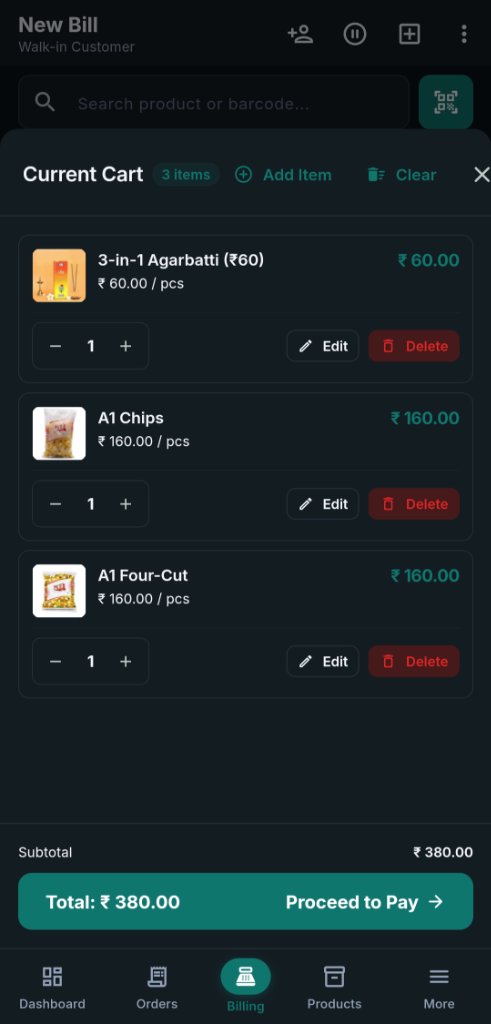 New Bill
Walk-in Customer
Search product or barcode...
Current Cart 3 items Add Item Clear
3-in-1 Agarbatti (₹60) ₹ 60.00
₹ 60.00 / pcs
1 Edit Delete
A1 Chips ₹ 160.00
₹ 160.00 / pcs
1 Edit Delete
A1 Four-Cut ₹ 160.00
₹ 160.00 / pcs
1 Edit Delete
Subtotal ₹ 380.00
Total: ₹ 380.00 Proceed to Pay
Dashboard Orders Billing Products More